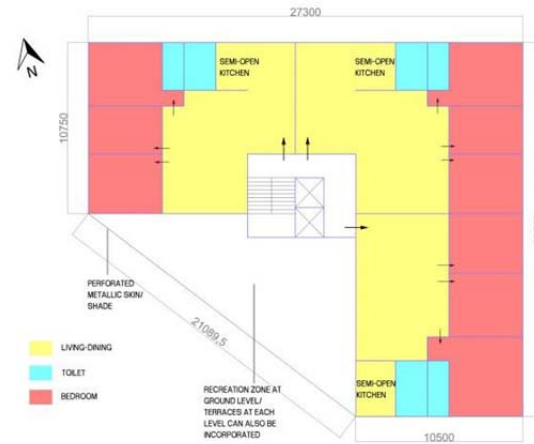 27300
N
SEMI-OPEN
KITCHEN
SEMI-OPEN
KITCHEN
10750
PERFORATED
METALLIC SKIN/
SHADE
21089,5
LIVING-DINING
TOILET
BEDROOM
RECREATION ZONE AT
GROUND LEVEL/
TERRACES AT EACH
LEVEL CAN ALSO BE
INCORPORATED
SEMI-OPEN
KITCHEN
10500